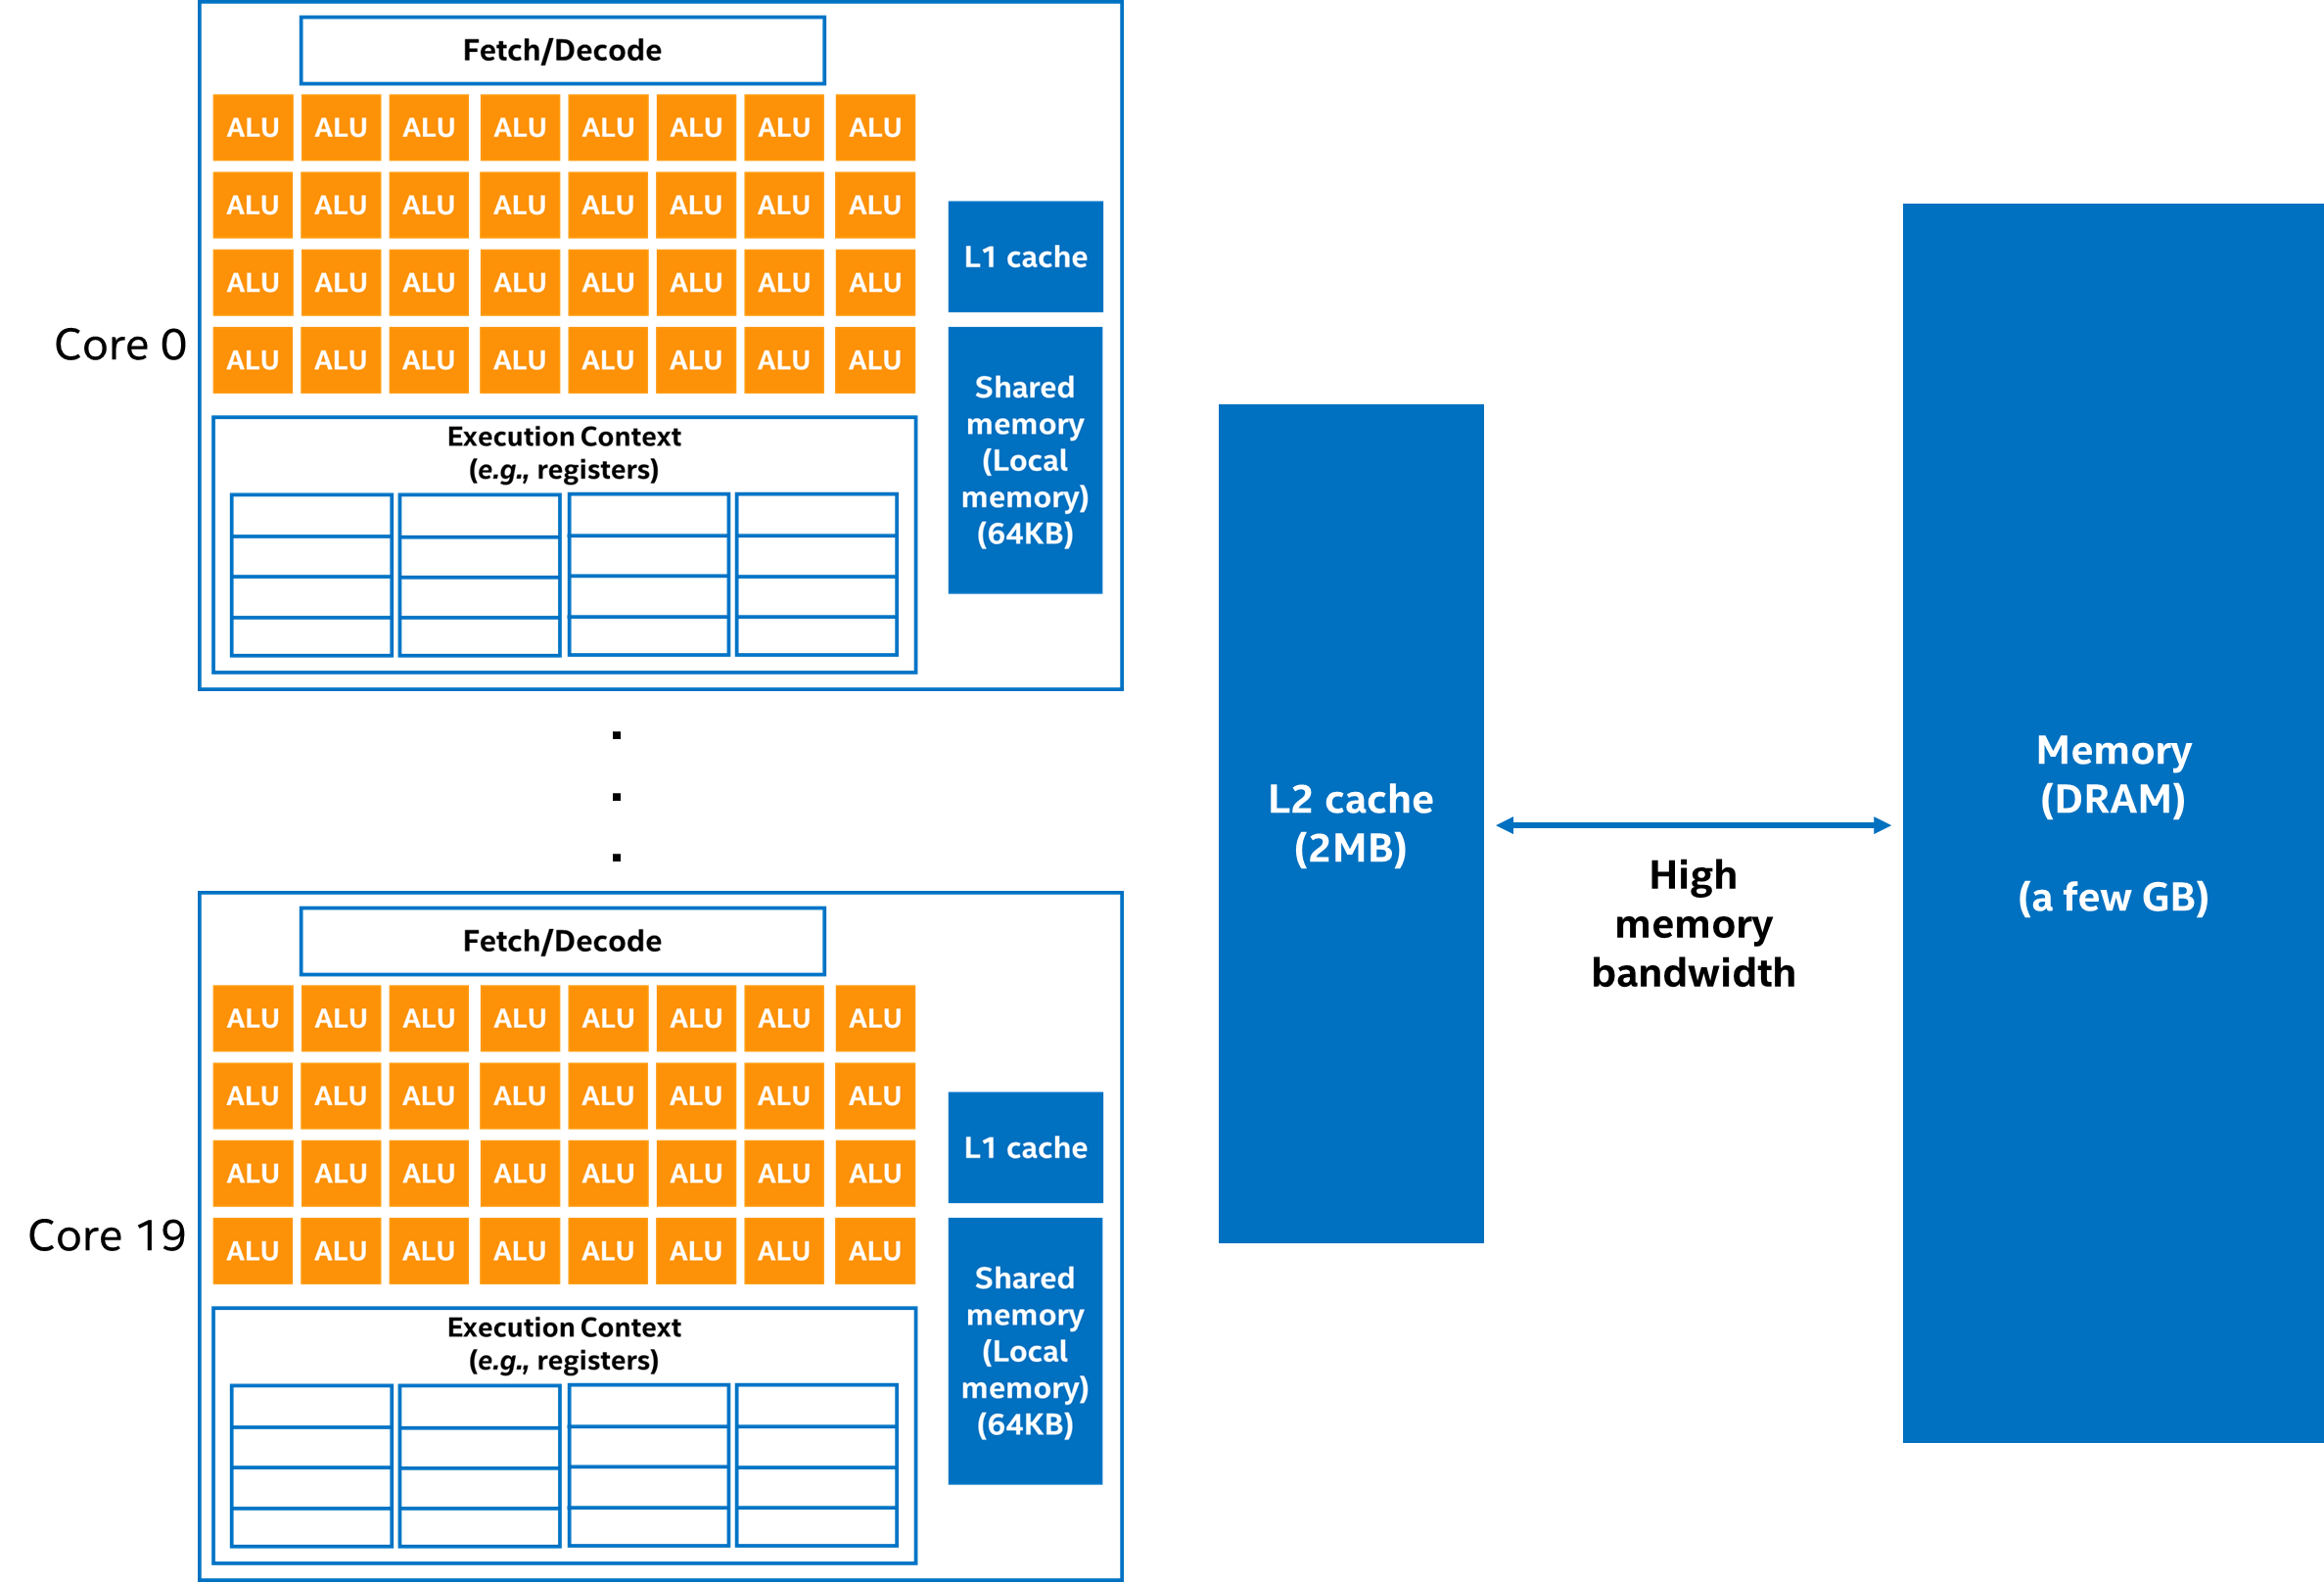 Core 0
Fetch/Decode
ALU ALU ALU ALU ALU ALU ALU ALU
ALU ALU ALU ALU ALU ALU ALU ALU
ALU ALU ALU ALU ALU ALU ALU ALU
ALU ALU ALU ALU ALU ALU ALU ALU
Execution Context
(e.g., registers)
L1 cache
Shared
memory
(Local
memory)
(64KB)
.
.
.
Core 19
Fetch/Decode
ALU ALU ALU ALU ALU ALU ALU ALU
ALU ALU ALU ALU ALU ALU ALU ALU
ALU ALU ALU ALU ALU ALU ALU ALU
ALU ALU ALU ALU ALU ALU ALU ALU
Execution Context
(e.g., registers)
L1 cache
Shared
memory
(Local
memory)
(64KB)
L2 cache
(2MB)
High
memory
bandwidth
Memory
(DRAM)
(a few GB)